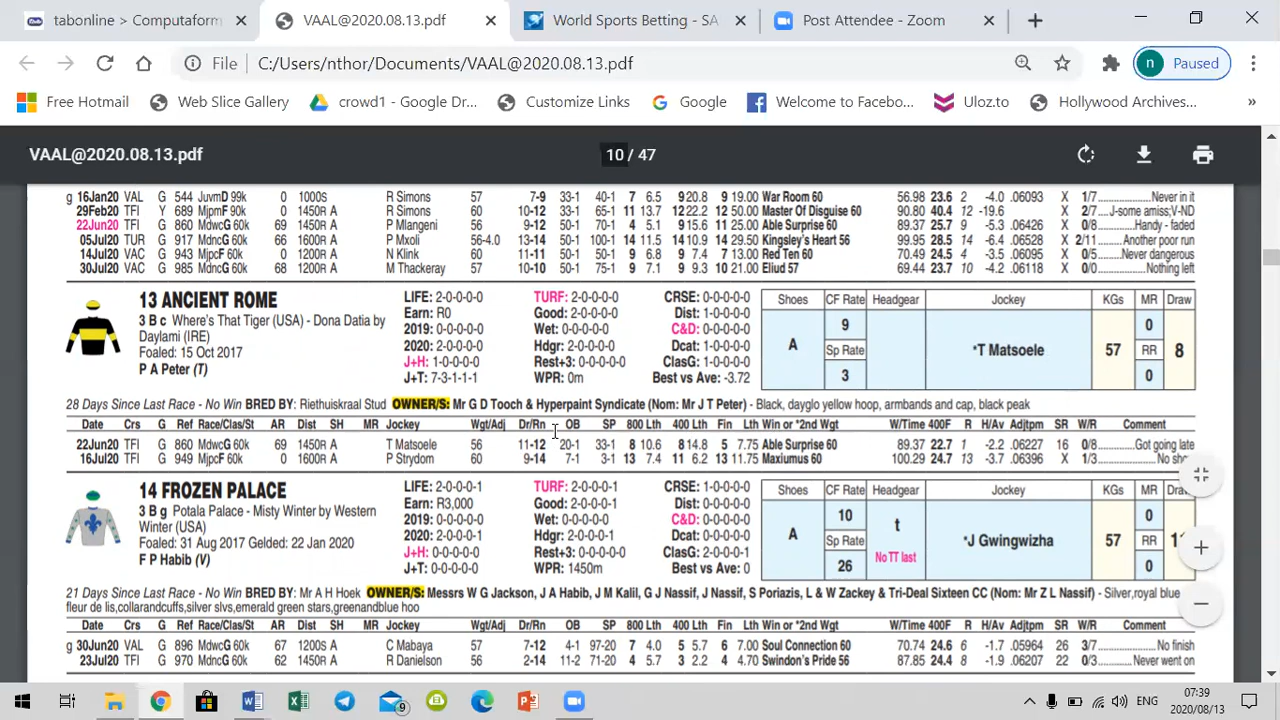 tabonline > Computaform
VAAL@2020.08.13.pdf
World Sports Betting - SA
Post Attendee - Zoom
File C:/Users/nthor/Documents/VAAL@2020.08.13.pdf
n Paused
Free Hotmail Web Slice Gallery crowd1 - Google Dr... Customize Links Google Welcome to Facebo... Uloz.to Hollywood Archives... »
VAAL@2020.08.13.pdf 10 / 47
g 16Jan20 VAL G 544 JuvmD 99k 0 1000S R Simons 57 7-9 33-1 40-1 7 6.5 9 20.8 9 19.00 War Room 60 56.98 23.6 2 -4.0 .06093 X 1/7 ......................Never in it
29Feb20 TFI Y 689 MjpmF 90k 0 1450R A R Simons 60 10-12 33-1 65-1 11 13.7 12 22.2 12 50.00 Master Of Disguise 60 90.80 40.4 12 -19.6 X 2/7 ....J-some amiss;V-ND
22Jun20 TFI G 860 MdwcG 60k 69 1450R A P Mlangeni 57 9-12 50-1 70-1 4 5.1 9 15.6 11 25.00 Able Surprise 60 89.37 25.7 9 -5.3 .06426 X 0/8 ..............Handy - faded
05Jul20 TUR G 917 MdncG 60k 66 1600R A P Mxoli 56-4.0 13-14 50-1 100-1 14 11.5 14 10.9 14 29.50 Kingsley's Heart 56 99.95 28.5 14 -6.4 .06528 X 2/11 ..........Another poor run
14Jul20 VAC G 943 MjpcF 60k 0 1200R A N Klink 60 11-11 50-1 50-1 9 6.8 9 7.4 7 13.00 Red Ten 60 70.49 24.5 4 -3.5 .06095 X 0/5 ............Never dangerous
30Jul20 VAC G 985 MdncG 60k 68 1200R A M Thackeray 57 10-10 50-1 75-1 9 7.1 9 9.3 10 21.00 Eliud 57 69.44 23.7 10 -4.2 .06118 X 0/10 ...................Nothing left
13 ANCIENT ROME
3 B c Where's That Tiger (USA) - Dona Datia by
Daylami (IRE)
Foaled: 15 Oct 2017
P A Peter (T)
LIFE: 2-0-0-0-0 TURF: 2-0-0-0-0 CRSE: 0-0-0-0-0
Earn: R0 Good: 2-0-0-0-0 Dist: 1-0-0-0-0
2019: 0-0-0-0-0 Wet: 0-0-0-0-0 C&D: 0-0-0-0-0
2020: 2-0-0-0-0 Hdgr: 2-0-0-0-0 Dcat: 1-0-0-0-0
J+H: 1-0-0-0-0 Rest+3: 0-0-0-0-0 ClasG: 1-0-0-0-0
J+T: 7-3-1-1-1 WPR: 0m Best vs Ave: -3.72
Shoes CF Rate Headgear Jockey KGs MR Draw
A 9 Sp Rate 3 *T Matsoele 57 0 RR 0 8
28 Days Since Last Race - No Win BRED BY: Riethuiskraal Stud OWNER/S: Mr G D Tooch & Hyperpaint Syndicate (Nom: Mr J T Peter) - Black, dayglo yellow hoop, armbands and cap, black peak
Date Crs G Ref Race/Clas/St AR Dist SH MR Jockey Wgt/Adj Dr/Rn OB SP 800 Lth 400 Lth Fin Lth Win or *2nd Wgt W/Time 400F R H/Av Adjtpm SR W/R Comment
22Jun20 TFI G 860 MdwcG 60k 69 1450R A T Matsoele 56 11-12 20-1 33-1 8 10.6 8 14.8 5 7.75 Able Surprise 60 89.37 22.7 1 -2.2 .06277 16 0/8 ..............Got going late
16Jul20 TFI G 949 MjpcF 60k 0 1600R A P Strydom 60 9-14 7-1 3-1 13 7.4 11 6.2 13 11.75 Maxiumus 60 100.29 24.7 13 -3.7 .06396 X 1/3 .......................No sho
14 FROZEN PALACE
3 B g Potala Palace - Misty Winter by Western
Winter (USA)
Foaled: 31 Aug 2017 Gelded: 22 Jan 2020
F P Habib (V)
LIFE: 2-0-0-0-1 TURF: 2-0-0-0-1 CRSE: 1-0-0-0-0
Earn: R3,000 Good: 2-0-0-0-1 Dist: 0-0-0-0-0
2019: 0-0-0-0-0 Wet: 0-0-0-0-0 C&D: 0-0-0-0-0
2020: 2-0-0-0-1 Hdgr: 2-0-0-0-1 Dcat: 0-0-0-0-0
J+H: 0-0-0-0-0 Rest+3: 0-0-0-0-0 ClasG: 2-0-0-0-1
J+T: 0-0-0-0-0 WPR: 1450m Best vs Ave: 0
Shoes CF Rate Headgear Jockey KGs MR Draw
A 10 Sp Rate 26 t No TT last *J Gwingwizha 57 0 RR 0
21 Days Since Last Race - No Win BRED BY: Mr A H Hoek OWNER/S: Messrs W G Jackson, J A Habib, J M Kalil, G J Nassif, J Nassif, S Poriazis, L & W Zackey & Tri-Deal Sixteen CC (Nom: Mr Z L Nassif) - Silver,royal blue
fleur de lis,collarandcuffs,silver slvs,emerald green stars,greenandblue hoo
Date Crs G Ref Race/Clas/St AR Dist SH MR Jockey Wgt/Adj Dr/Rn OB SP 800 Lth 400 Lth Fin Lth Win or *2nd Wgt W/Time 400F R H/Av Adjtpm SR W/R Comment
g 30Jun20 VAL G 896 MdwcG 60k 67 1200S A C Mabaya 56 7-12 4-1 97-20 7 4.0 5 5.7 6 7.00 Soul Connection 60 70.74 24.6 6 -1.7 .06207 26 3/7 ......................No finish
23Jul20 TFI G 970 MdncG 60k 62 1450R A R Danielson 56 2-14 11-2 71-20 4 5.7 3 2.2 4 4.70 Swindon's Pride 56 87.85 24.4 8 -1.9 .06207 22 0/3 ................Never went on
9
07:39
ENG
2020/08/13